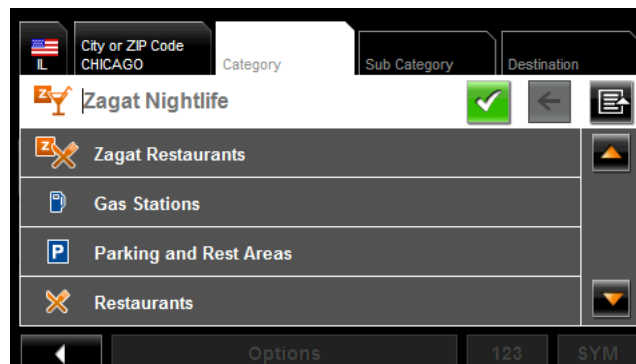 IL
City or ZIP Code
CHICAGO
Category
Sub Category
Destination
Z
Zagat Nightlife
Z
Zagat Restaurants
Gas Stations
P
Parking and Rest Areas
Restaurants
Options
123
SYM